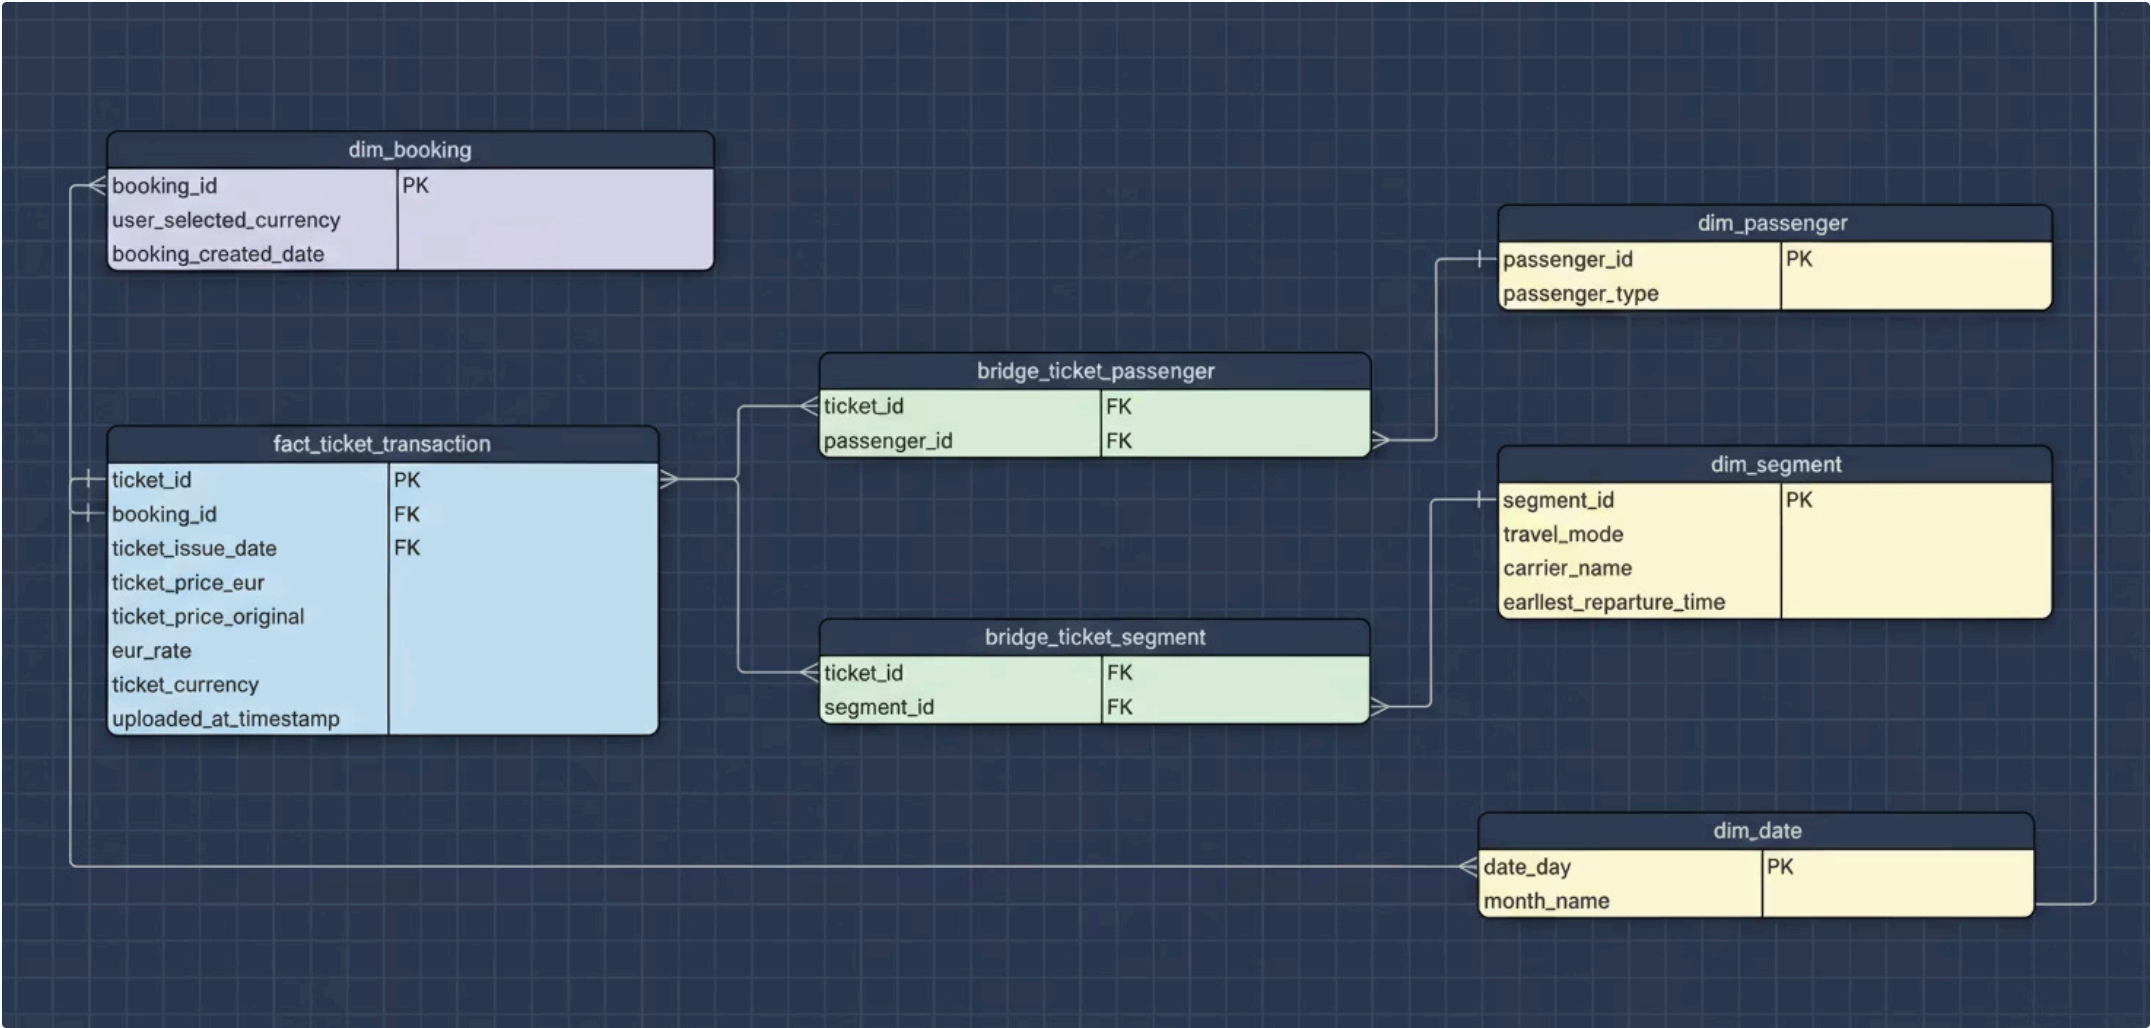 dim_booking
booking_id PK
user_selected_currency
booking_created_date
dim_passenger
passenger_id PK
passenger_type
bridge_ticket_passenger
ticket_id FK
passenger_id FK
fact_ticket_transaction
ticket_id PK
booking_id FK
ticket_issue_date FK
ticket_price_eur
ticket_price_original
eur_rate
ticket_currency
uploaded_at_timestamp
dim_segment
segment_id PK
travel_mode
carrier_name
earllest_reparture_time
bridge_ticket_segment
ticket_id FK
segment_id FK
dim_date
date_day PK
month_name